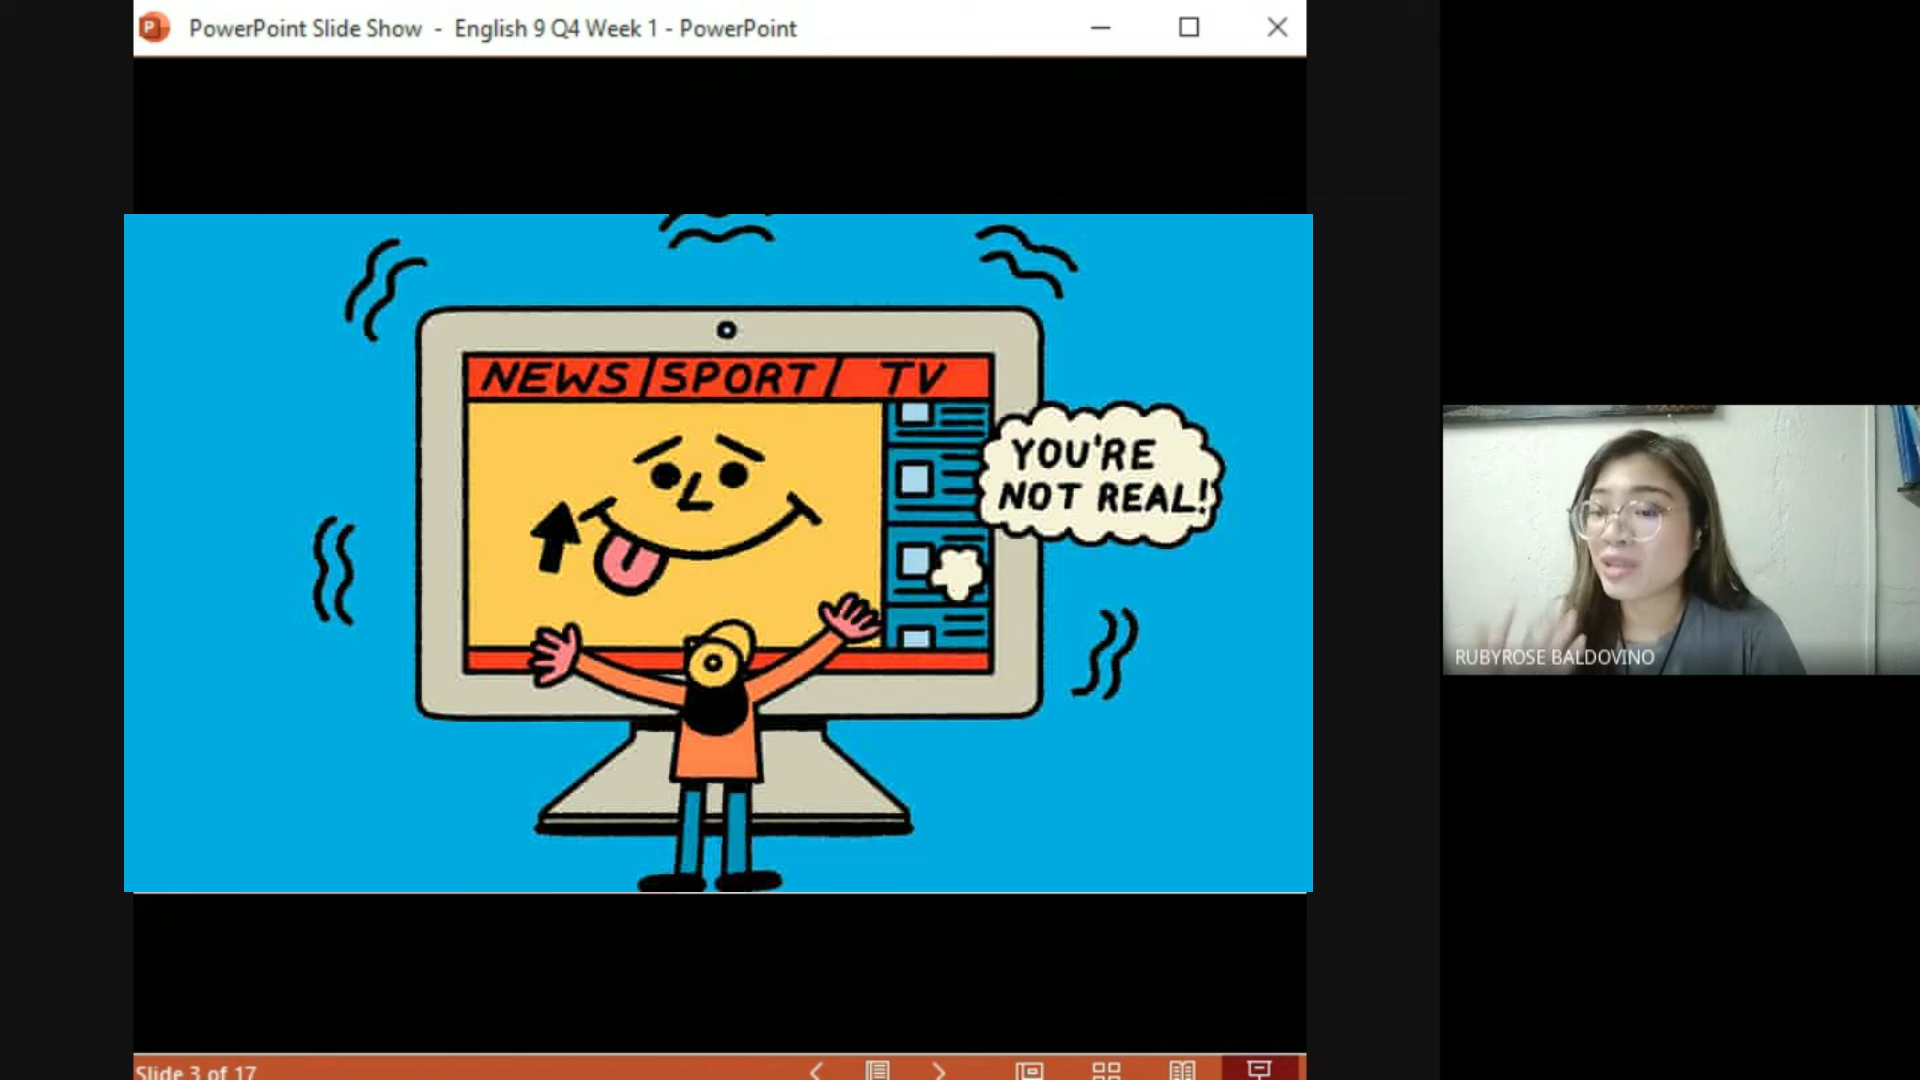 PowerPoint Slide Show - English 9 Q4 Week 1 - PowerPoint
NEWS/SPORT/ TV
YOU'RE
NOT REAL!
RUBYROSE BALDOVINO
Slide 3 of 17